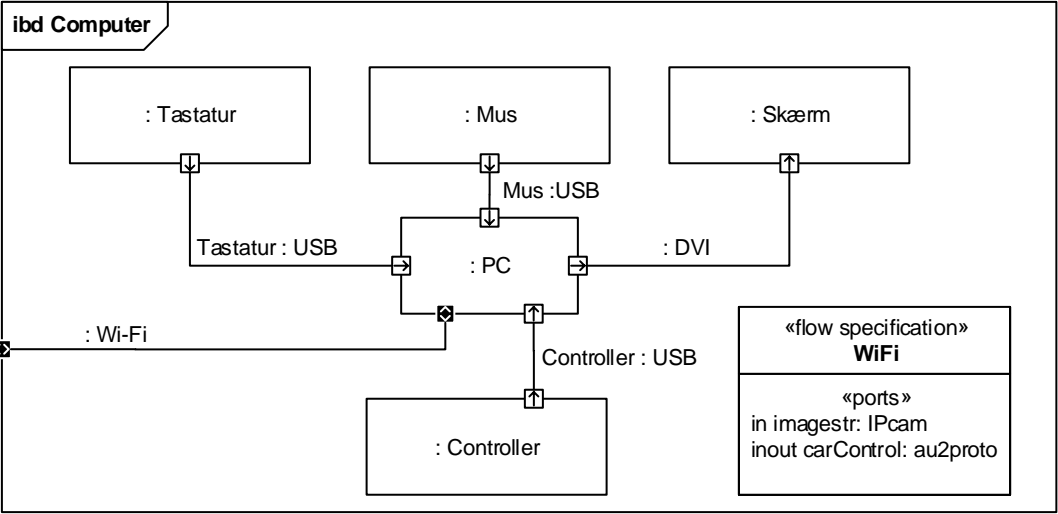 ibd Computer
: Tastatur
: Mus
: Skærm
Mus :USB
Tastatur : USB
: PC
: DVI
: Wi-Fi
Controller : USB
: Controller
«flow specification»
WiFi
«ports»
in imagestr: IPcam
inout carControl: au2proto